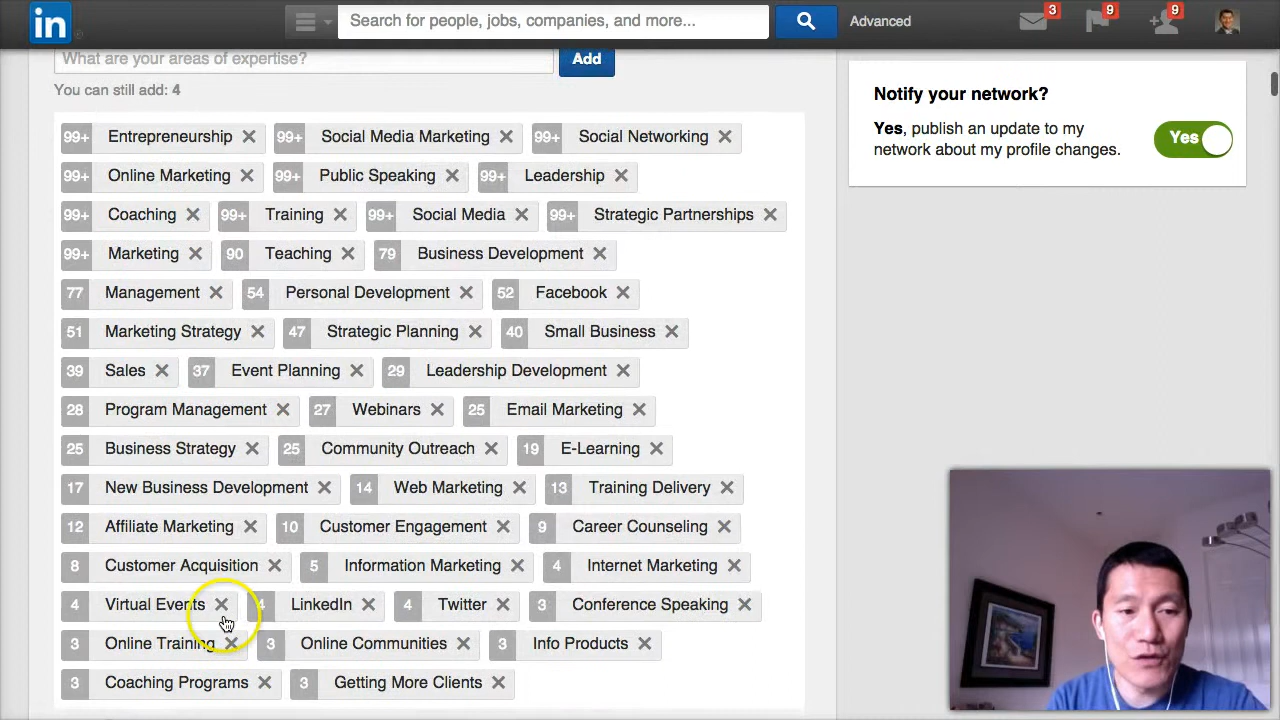 in Search for people, jobs, companies, and more... Advanced 3 9 9
What are your areas of expertise? Add
You can still add: 4
99+ Entrepreneurship 99+ Social Media Marketing 99+ Social Networking
99+ Online Marketing 99+ Public Speaking 99+ Leadership
99+ Coaching 99+ Training 99+ Social Media 99+ Strategic Partnerships
99+ Marketing 90 Teaching 79 Business Development
77 Management 54 Personal Development 52 Facebook
51 Marketing Strategy 47 Strategic Planning 40 Small Business
39 Sales 37 Event Planning 29 Leadership Development
28 Program Management 27 Webinars 25 Email Marketing
25 Business Strategy 25 Community Outreach 19 E-Learning
17 New Business Development 14 Web Marketing 13 Training Delivery
12 Affiliate Marketing 10 Customer Engagement 9 Career Counseling
8 Customer Acquisition 5 Information Marketing 4 Internet Marketing
4 Virtual Events 4 LinkedIn 4 Twitter 3 Conference Speaking
3 Online Training 3 Online Communities 3 Info Products
3 Coaching Programs 3 Getting More Clients
Notify your network?
Yes, publish an update to my
network about my profile changes.
Yes